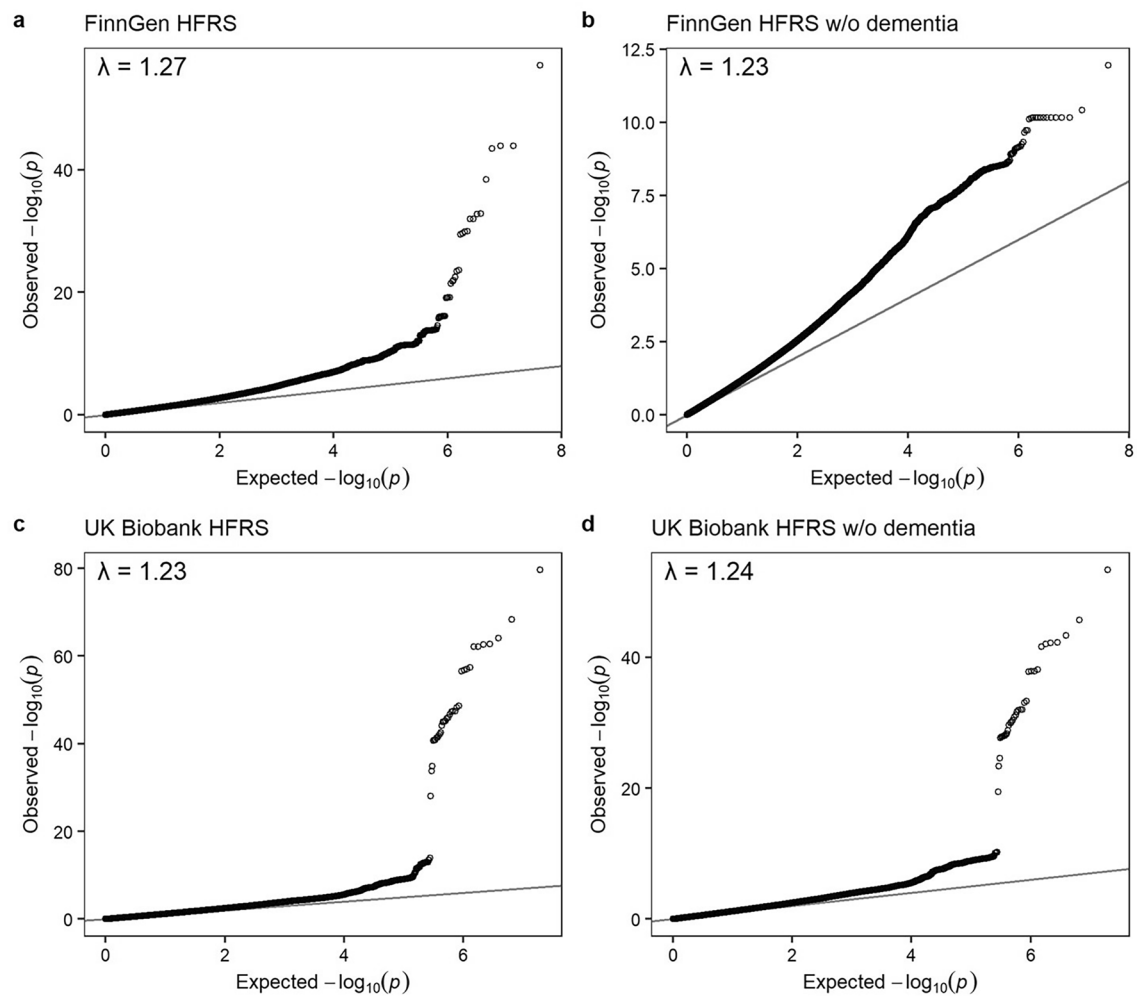 a FinnGen HFRS
λ = 1.27
Observed −log₁₀(p)
40
20
0
0 2 4 6 8
Expected −log₁₀(p)
b FinnGen HFRS w/o dementia
λ = 1.23
Observed −log₁₀(p)
12.5
10.0
7.5
5.0
2.5
0.0
0 2 4 6 8
Expected −log₁₀(p)
c UK Biobank HFRS
λ = 1.23
Observed −log₁₀(p)
80
60
40
20
0
0 2 4 6
Expected −log₁₀(p)
d UK Biobank HFRS w/o dementia
λ = 1.24
Observed −log₁₀(p)
40
20
0
0 2 4 6
Expected −log₁₀(p)